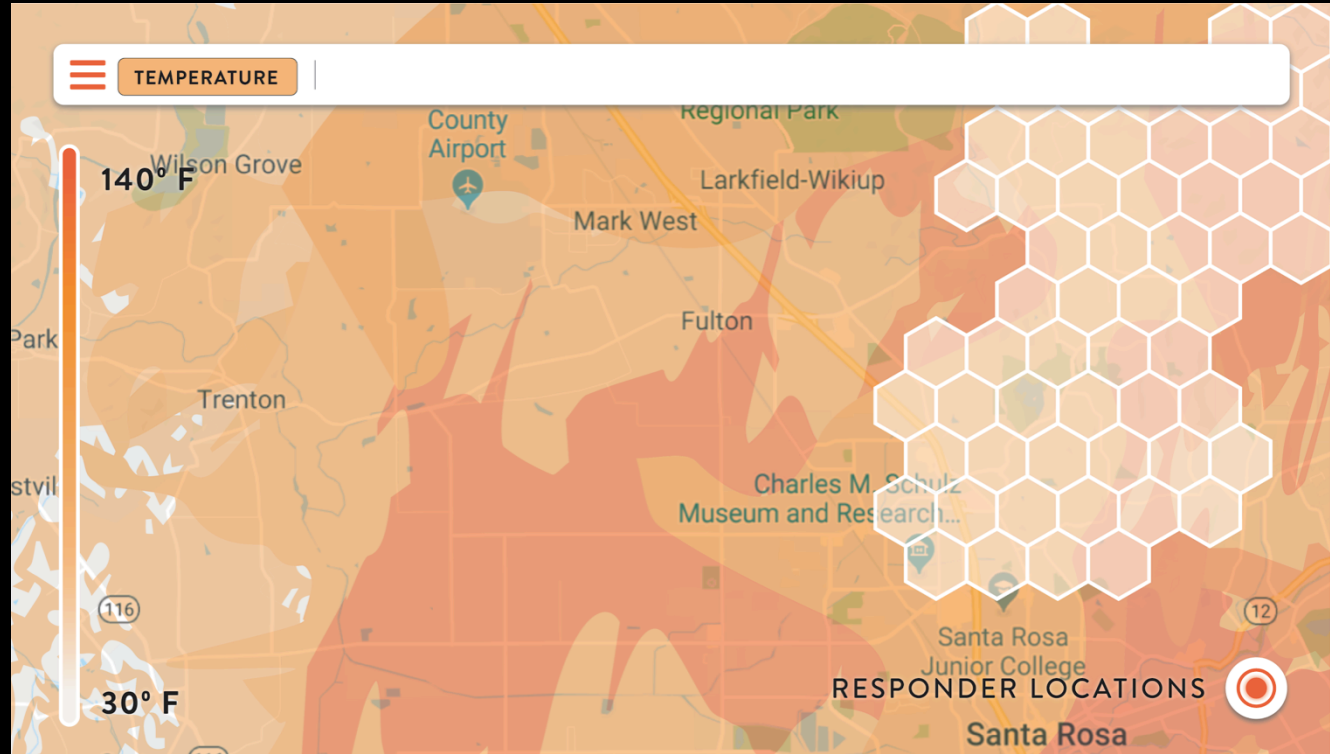 TEMPERATURE
Regional Park
County
Airport
140° F
Wilson Grove
Larkfield-Wikiup
Mark West
Fulton
Park
Trenton
Charles M. Schulz
Museum and Research...
stvil
116
12
Santa Rosa
Junior College
30° F
RESPONDER LOCATIONS
Santa Rosa